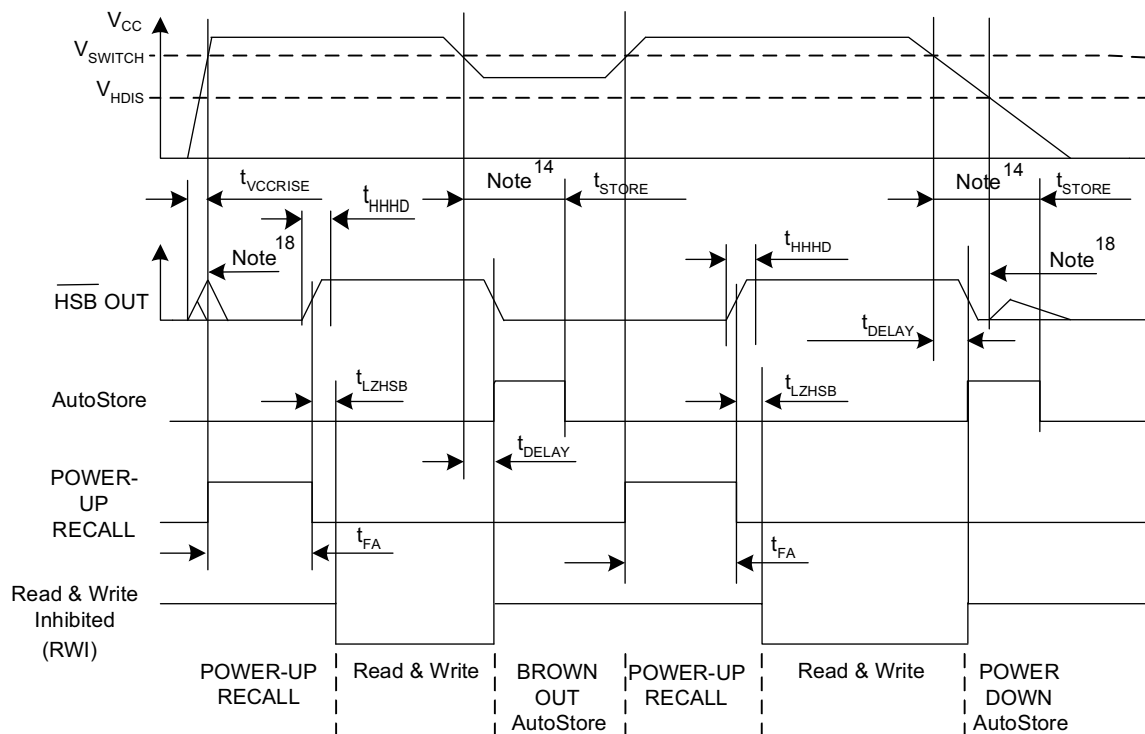 VCC
VSWITCH
VHDIS
tVCCRISE
Note14
tSTORE
Note14
tSTORE
tHHHD
Note18
tHHHD
Note18
HSB OUT
tDELAY
tLZHSB
tLZHSB
AutoStore
tDELAY
POWER-
UP
RECALL
tFA
tFA
Read & Write
Inhibited
(RWI)
POWER-UP
RECALL
Read & Write
BROWN
OUT
AutoStore
POWER-UP
RECALL
Read & Write
POWER
DOWN
AutoStore